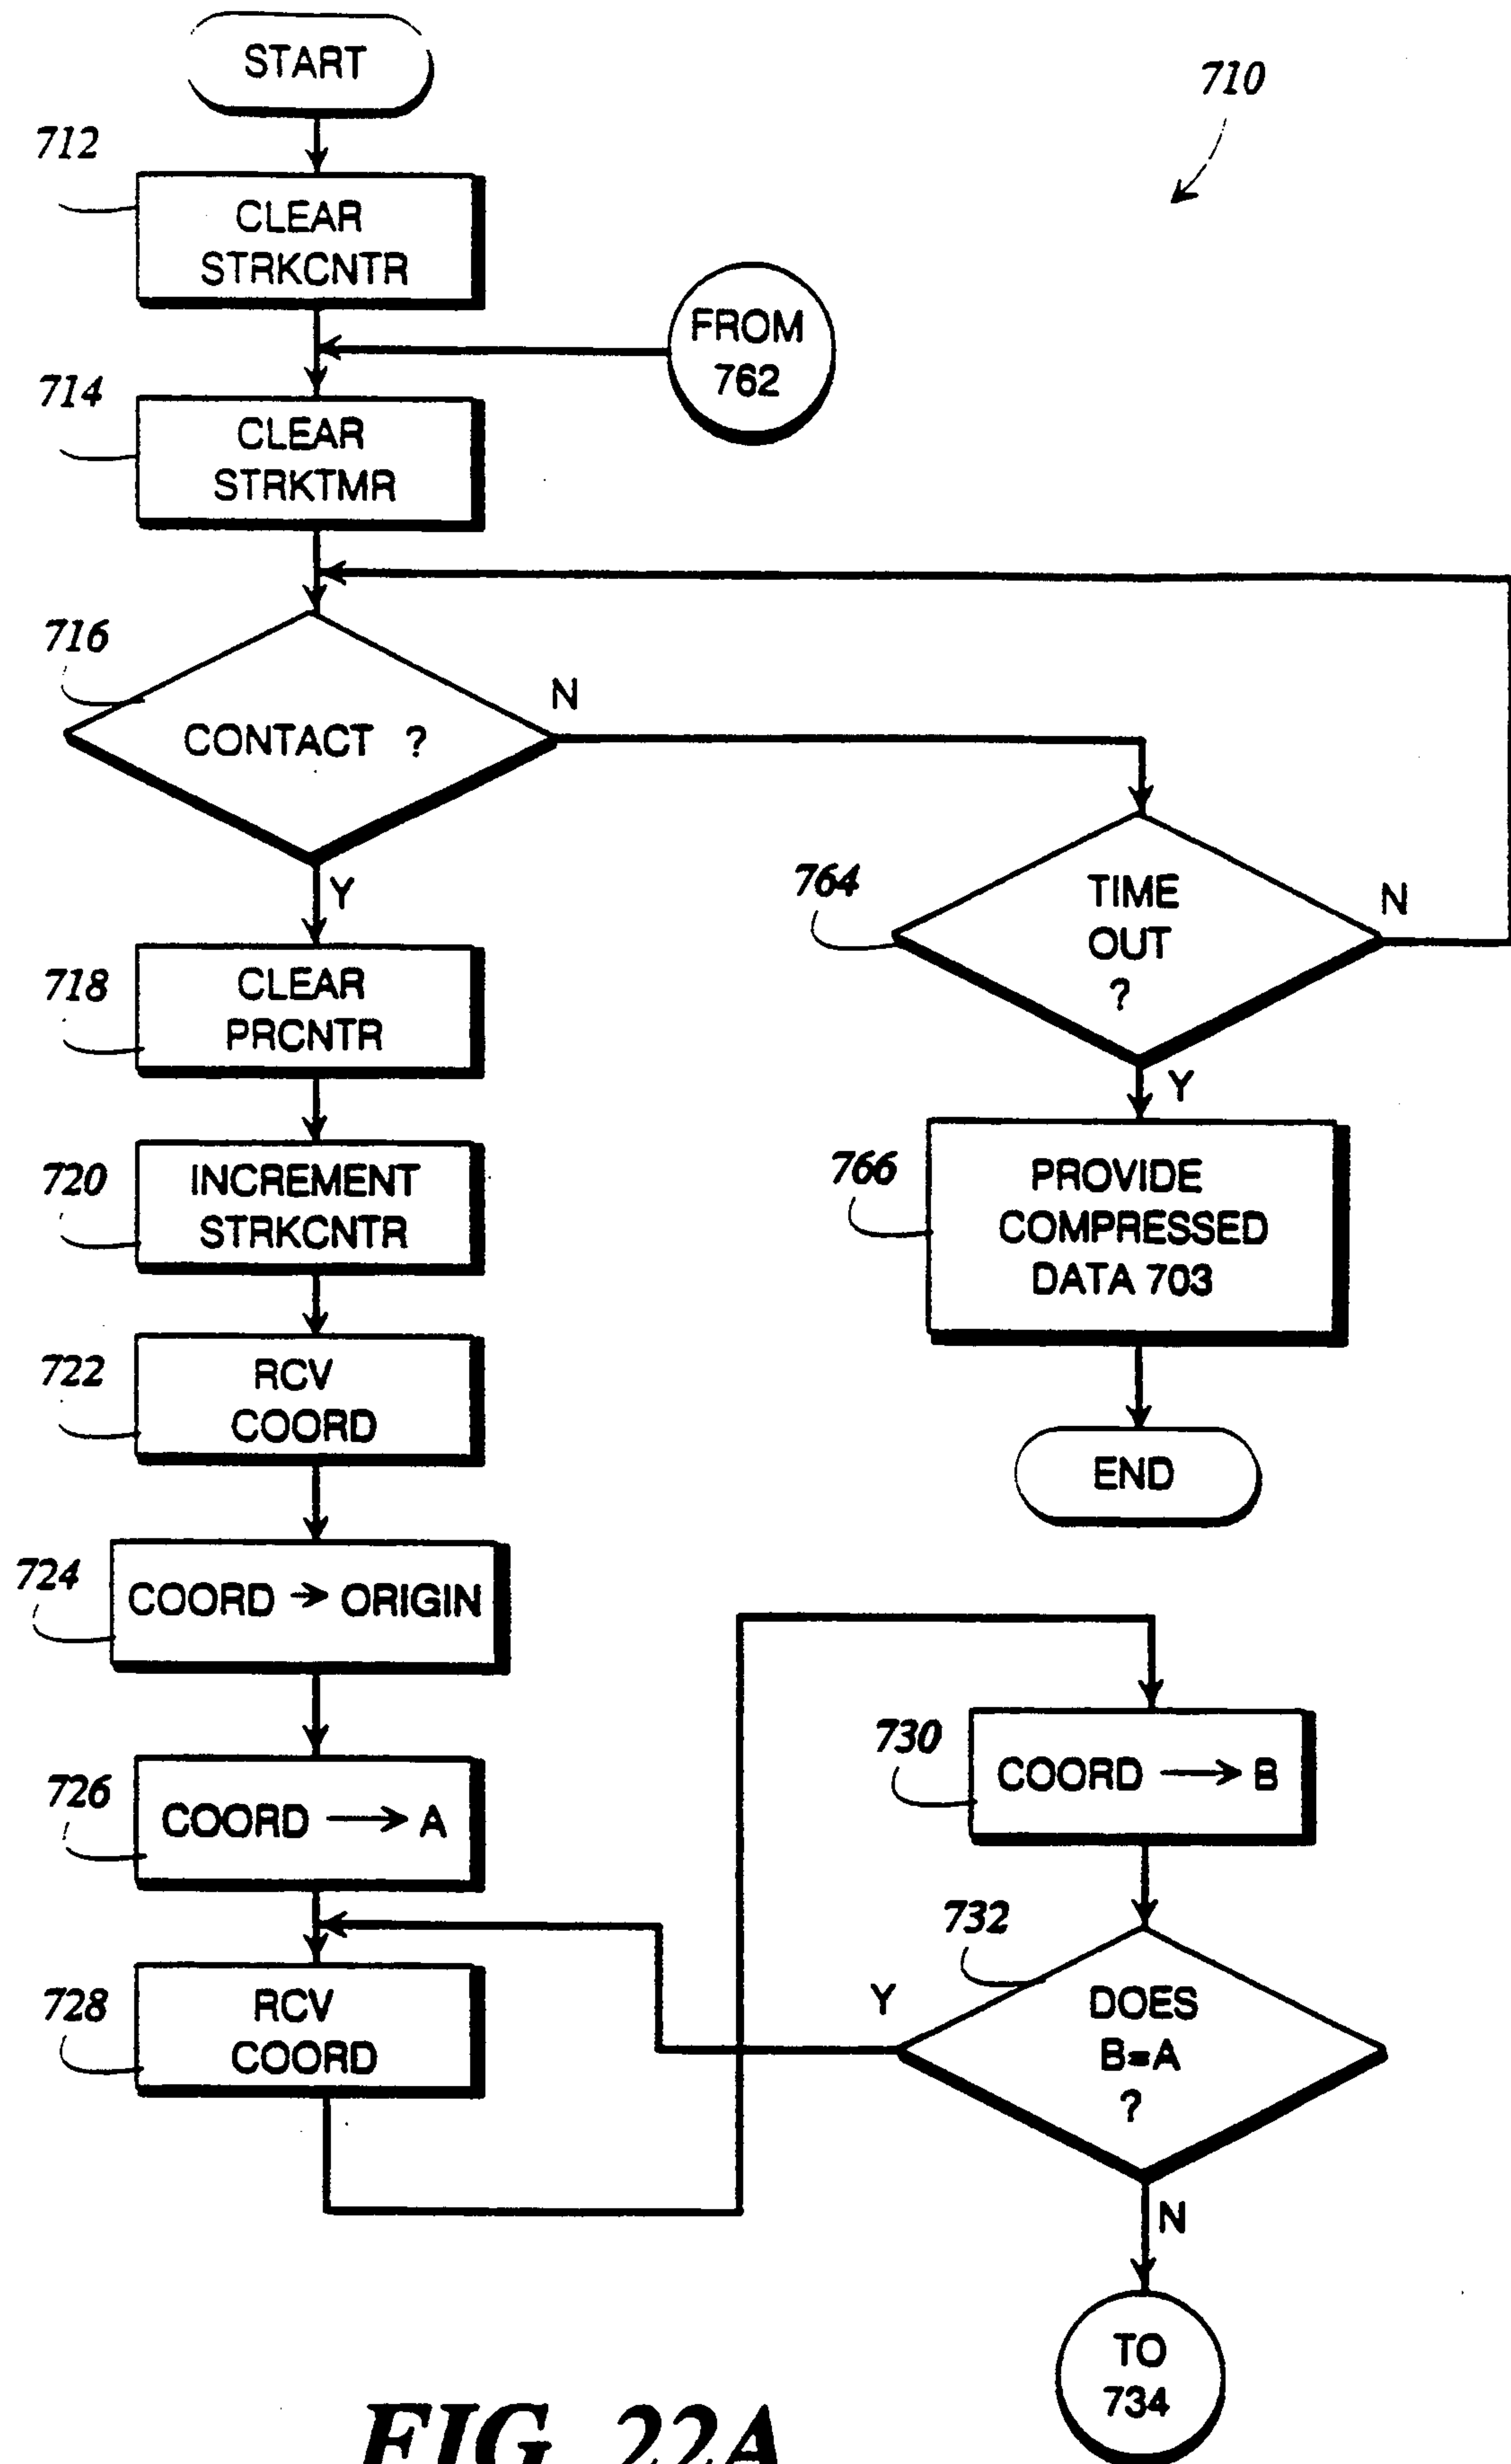 START
710
712
CLEAR
STRKCNTR
FROM
762
714
CLEAR
STRKTMR
716
CONTACT ?
N
Y
764
TIME
OUT
?
N
Y
718
CLEAR
PRCNTR
720
INCREMENT
STRKCNTR
766
PROVIDE
COMPRESSED
DATA 703
722
RCV
COORD
END
724
COORD → ORIGIN
726
COORD → A
730
COORD → B
728
RCV
COORD
732
DOES
B=A
?
Y
N
TO
734
FIG. 22A